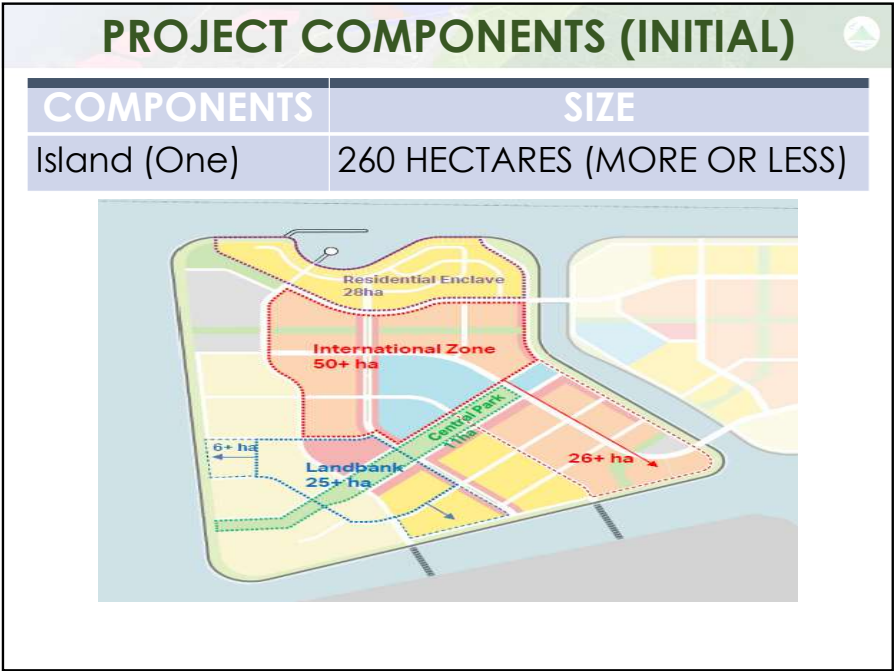 PROJECT COMPONENTS (INITIAL)
COMPONENTS SIZE
Island (One) 260 HECTARES (MORE OR LESS)
Residential Enclave
28ha
International Zone
50+ ha
Central Park
11ha
6+ ha
26+ ha
Landbank
25+ ha